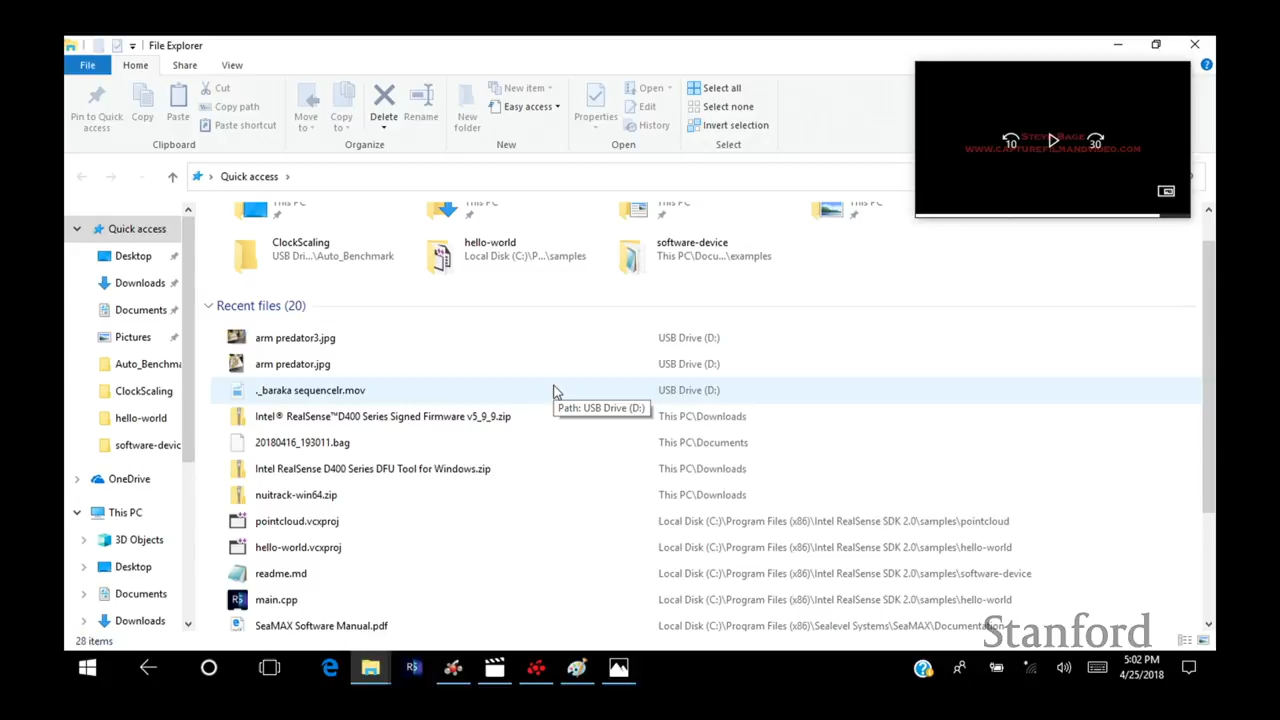 File Explorer
File
Home
Share
View
Pin to Quick access
Copy
Paste
Cut
Copy path
Paste shortcut
Clipboard
Move to
Copy to
Delete
Rename
Organize
New folder
New item
Easy access
New
Properties
Open
Edit
History
Open
Select all
Select none
Invert selection
Select
10
30
WWW.CAPTUREFILMANDVIDEO.COM
Quick access
This PC
This PC
This PC
This PC
ClockScaling
USB Dri...\Auto_Benchmark
hello-world
Local Disk (C:)\P...\samples
software-device
This PC\Docu...\examples
Quick access
Desktop
Downloads
Documents
Pictures
Auto_Benchma
ClockScaling
hello-world
software-devic
OneDrive
This PC
3D Objects
Desktop
Documents
Downloads
Recent files (20)
arm predator3.jpg USB Drive (D:)
arm predator.jpg USB Drive (D:)
._baraka sequencelr.mov USB Drive (D:)
Path: USB Drive (D:)
Intel® RealSense™D400 Series Signed Firmware v5_9_9.zip This PC\Downloads
20180416_193011.bag This PC\Documents
Intel RealSense D400 Series DFU Tool for Windows.zip This PC\Downloads
nuitrack-win64.zip This PC\Downloads
pointcloud.vcxproj Local Disk (C:)\Program Files (x86)\Intel RealSense SDK 2.0\samples\pointcloud
hello-world.vcxproj Local Disk (C:)\Program Files (x86)\Intel RealSense SDK 2.0\samples\hello-world
readme.md Local Disk (C:)\Program Files (x86)\Intel RealSense SDK 2.0\samples\software-device
main.cpp Local Disk (C:)\Program Files (x86)\Intel RealSense SDK 2.0\samples\hello-world
SeaMAX Software Manual.pdf Local Disk (C:)\Program Files (x86)\Sealevel Systems\SeaMAX\Documentation
Stanford
28 items
RS
5:02 PM
4/25/2018